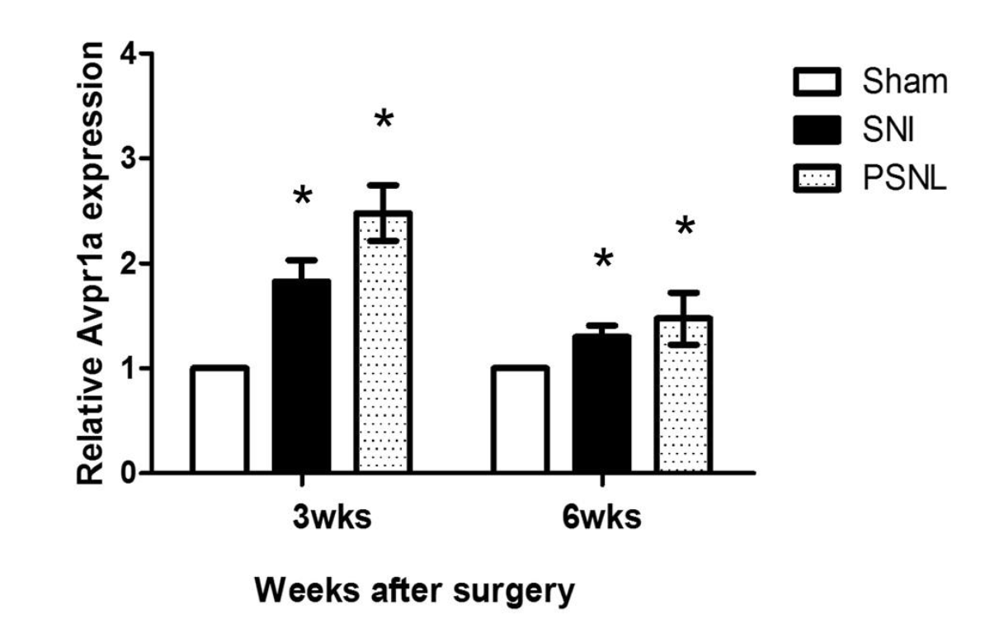 Relative Avpr1a expression
4
3
2
1
0
*
*
*
*
3wks
6wks
Weeks after surgery
Sham
SNI
PSNL